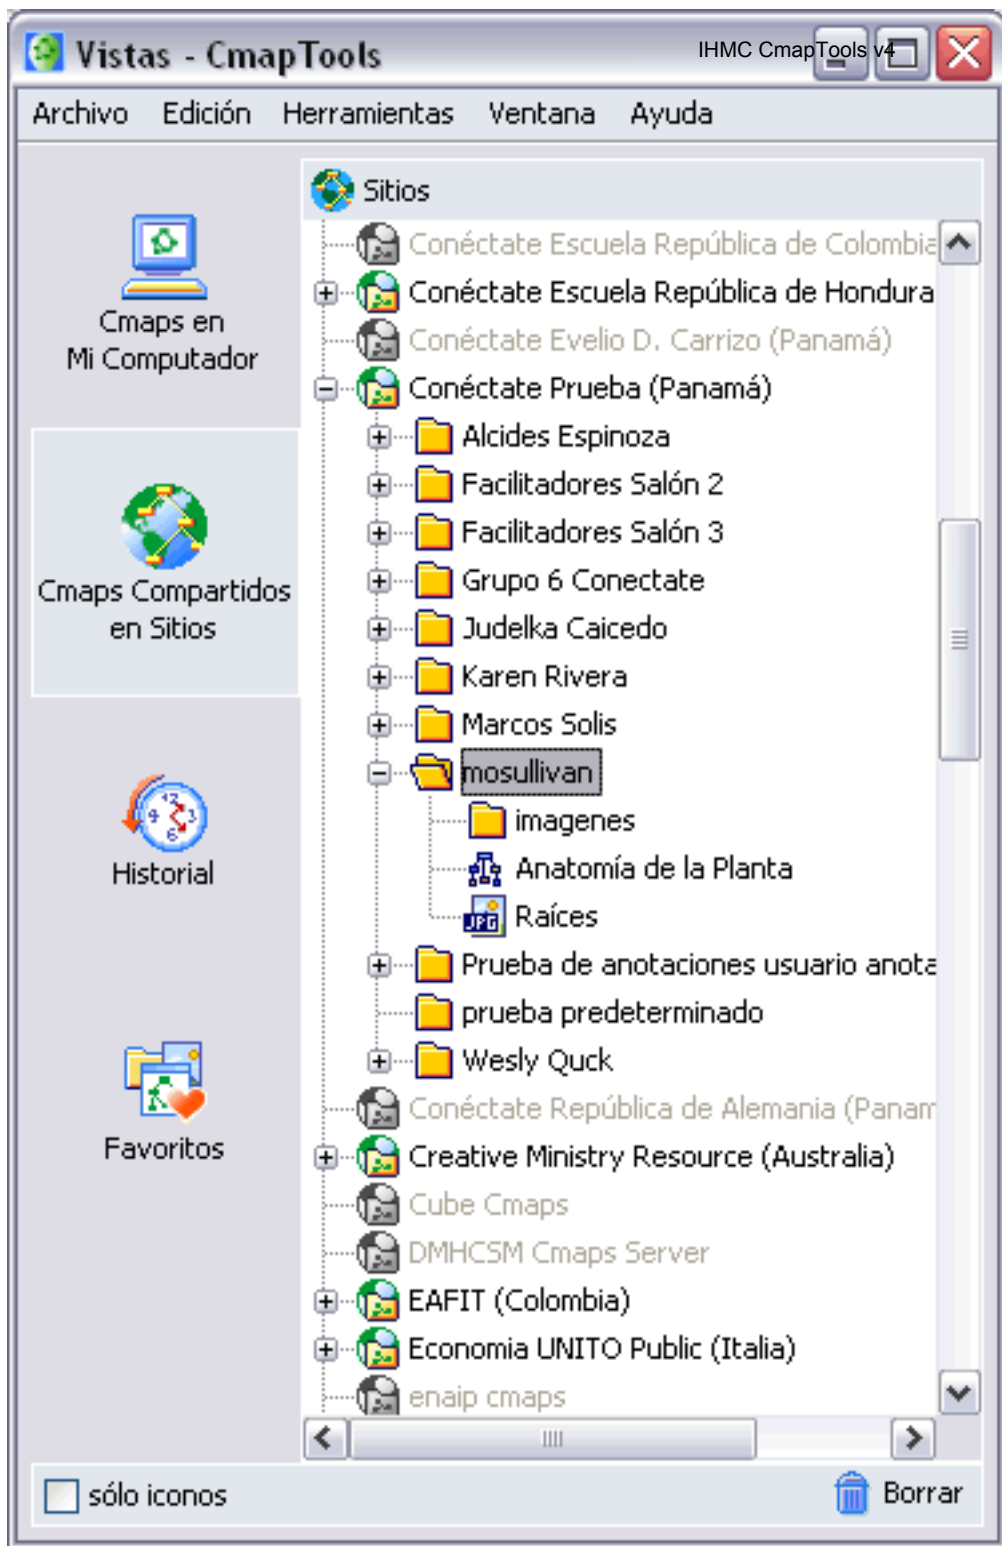 Vistas - CmapTools
IHMC CmapTools v4
Archivo Edición Herramientas Ventana Ayuda
Cmaps en
Mi Computador
Cmaps Compartidos
en Sitios
Historial
Favoritos
Sitios
Conéctate Escuela República de Colombia
Conéctate Escuela República de Hondura
Conéctate Evelio D. Carrizo (Panamá)
Conéctate Prueba (Panamá)
Alcides Espinoza
Facilitadores Salón 2
Facilitadores Salón 3
Grupo 6 Conectate
Judelka Caicedo
Karen Rivera
Marcos Solis
mosullivan
imagenes
Anatomía de la Planta
JPG Raíces
Prueba de anotaciones usuario anota
prueba predeterminado
Wesly Quck
Conéctate República de Alemania (Panam
Creative Ministry Resource (Australia)
Cube Cmaps
DMHCSM Cmaps Server
EAFIT (Colombia)
Economia UNITO Public (Italia)
enaip cmaps
sólo iconos
Borrar